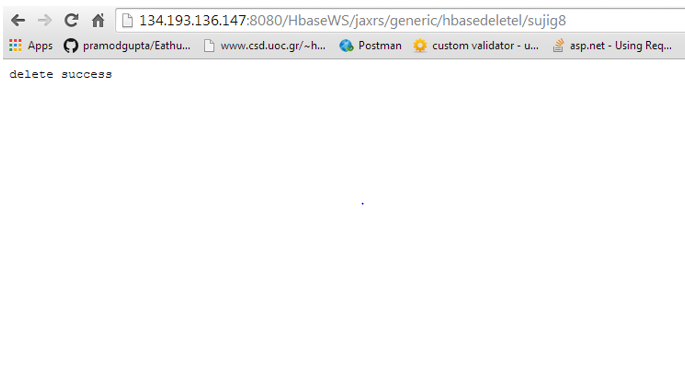 134.193.136.147:8080/HbaseWS/jaxrs/generic/hbasedeletel/sujig8
Apps pramodgupta/Eathu... www.csd.uoc.gr/~h... Postman custom validator - u... asp.net - Using Req...
delete success